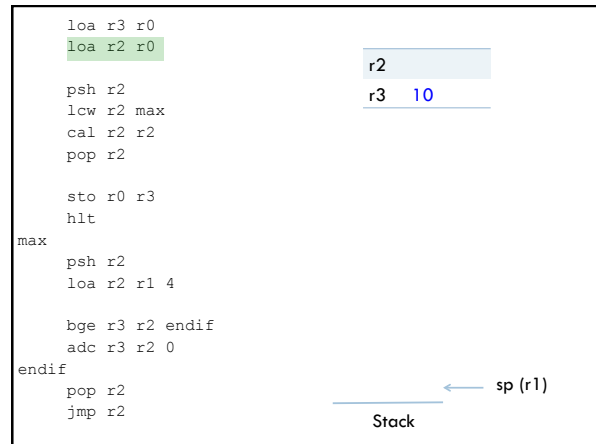 loa r3 r0
loa r2 r0
psh r2
lcw r2 max
cal r2 r2
pop r2
sto r0 r3
hlt
max
psh r2
loa r2 r1 4
bge r3 r2 endif
adc r3 r2 0
endif
pop r2
jmp r2
r2
r3 10
sp (r1)
Stack